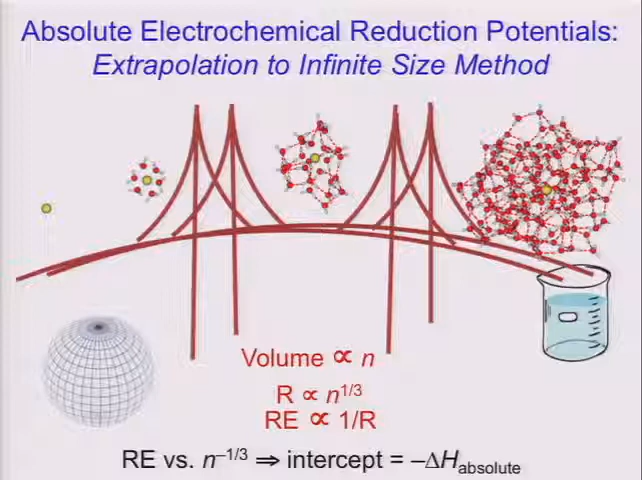 Absolute Electrochemical Reduction Potentials:
Extrapolation to Infinite Size Method
Volume ∝ n
R ∝ n^1/3
RE ∝ 1/R
RE vs. n^–1/3 ⇒ intercept = –ΔH_absolute